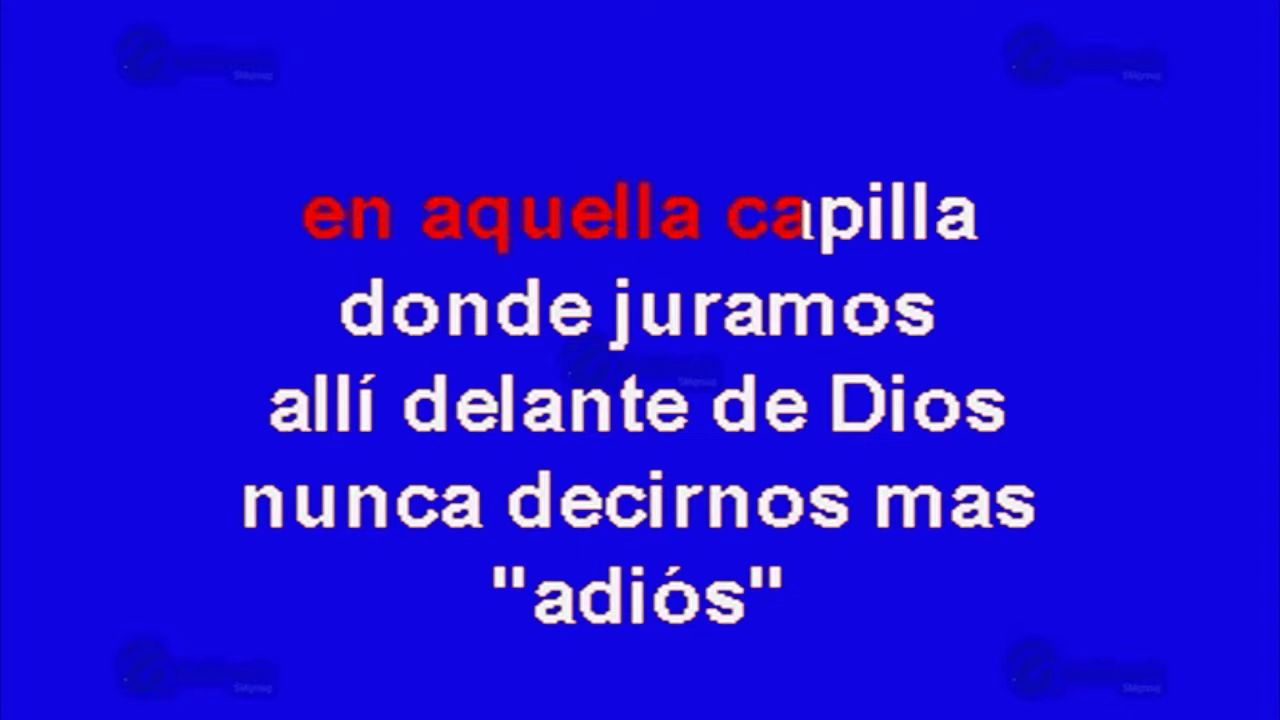 en aquella capilla
donde juramos
allí delante de Dios
nunca decirnos mas
"adiós"